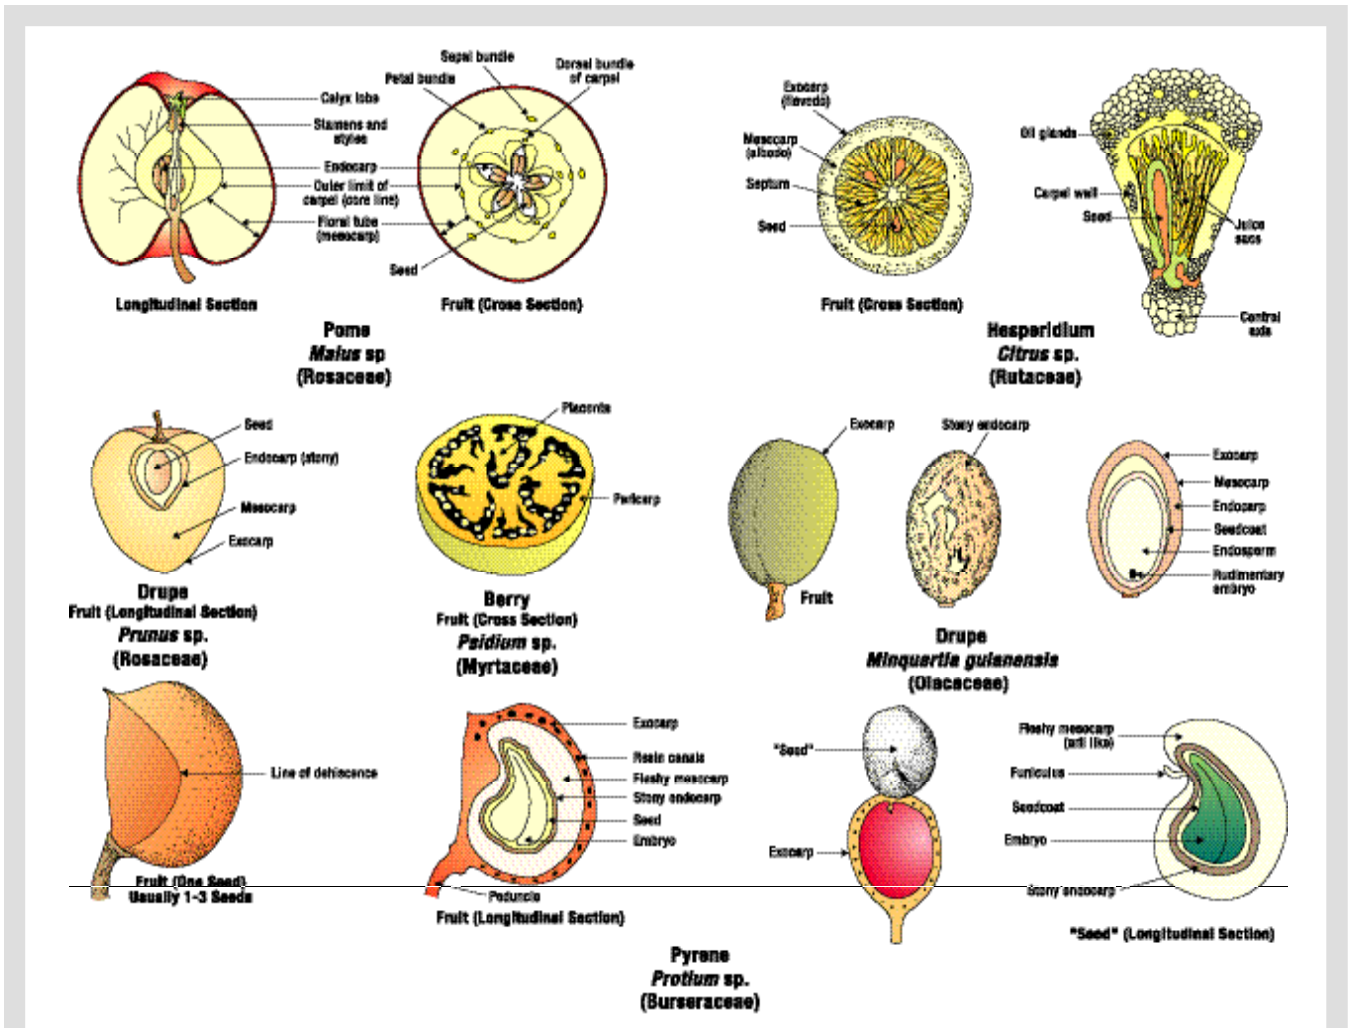 Sepal bundle
Petal bundle
Dorsal bundle
of carpel
Calyx lobe
Stamens and
styles
Endocarp
Outer limit of
carpel (core line)
Floral tube
(mesocarp)
Seed
Longitudinal Section
Fruit (Cross Section)
Pome
Malus sp
(Rosaceae)
Exocarp
(flavedo)
Mesocarp
(albedo)
Septum
Seed
Fruit (Cross Section)
Oil glands
Carpel wall
Seed
Juice
sacs
Central
axis
Hesperidium
Citrus sp.
(Rutaceae)
Seed
Endocarp (stony)
Mesocarp
Exocarp
Drupe
Fruit (Longitudinal Section)
Prunus sp.
(Rosaceae)
Placenta
Pericarp
Berry
Fruit (Cross Section)
Psidium sp.
(Myrtaceae)
Exocarp
Fruit
Stony endocarp
Exocarp
Mesocarp
Endocarp
Seedcoat
Endosperm
Rudimentary
embryo
Drupe
Minquartia guianensis
(Olacaceae)
Line of dehiscence
Fruit (One Seed)
Usually 1-3 Seeds
Exocarp
Resin canals
Fleshy mesocarp
Stony endocarp
Seed
Embryo
Peduncle
Fruit (Longitudinal Section)
"Seed"
Exocarp
Fleshy mesocarp
(aril like)
Funiculus
Seedcoat
Embryo
Stony endocarp
"Seed" (Longitudinal Section)
Pyrene
Protium sp.
(Burseraceae)